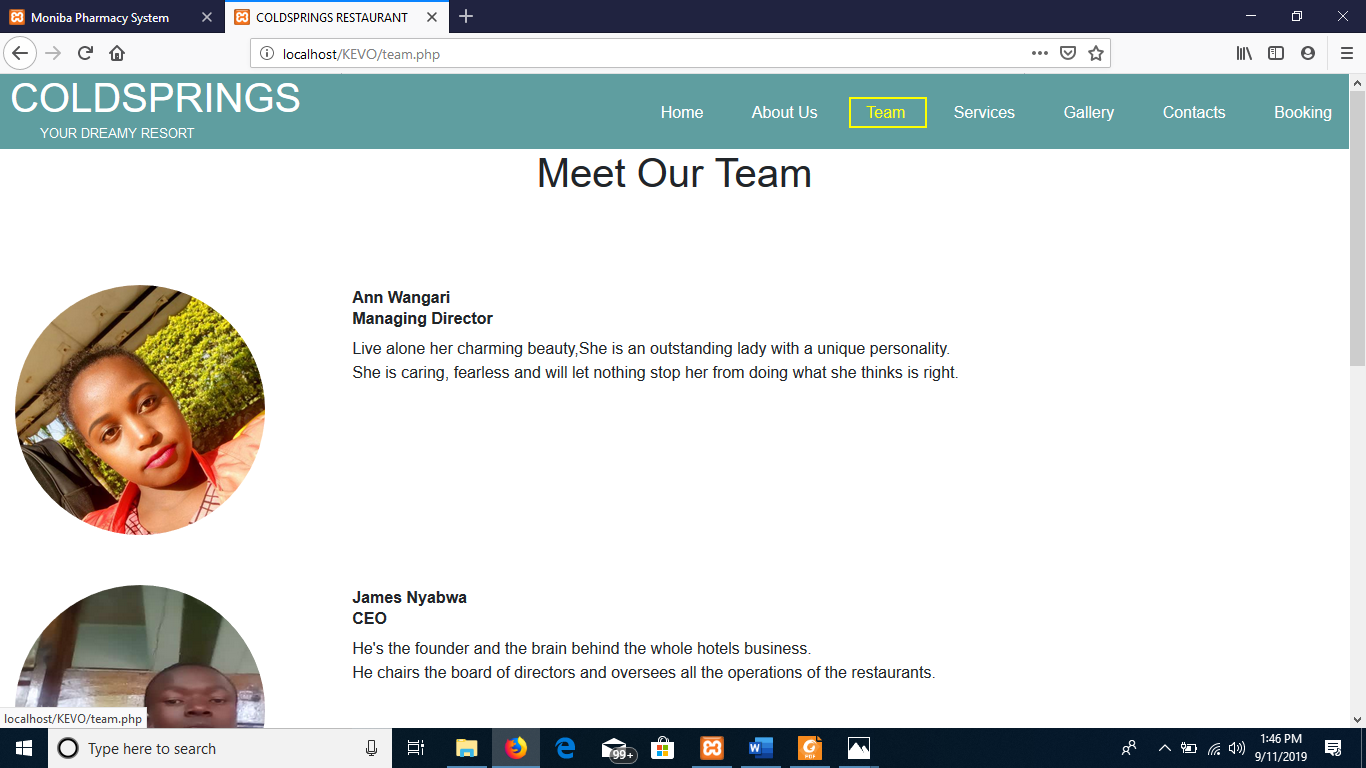 Moniba Pharmacy System
COLDSPRINGS RESTAURANT
localhost/KEVO/team.php
COLDSPRINGS
YOUR DREAMY RESORT
Home About Us Team Services Gallery Contacts Booking
Meet Our Team
Ann Wangari
Managing Director
Live alone her charming beauty,She is an outstanding lady with a unique personality.
She is caring, fearless and will let nothing stop her from doing what she thinks is right.
James Nyabwa
CEO
He's the founder and the brain behind the whole hotels business.
He chairs the board of directors and oversees all the operations of the restaurants.
localhost/KEVO/team.php
Type here to search
99+
PDF
1:46 PM
9/11/2019